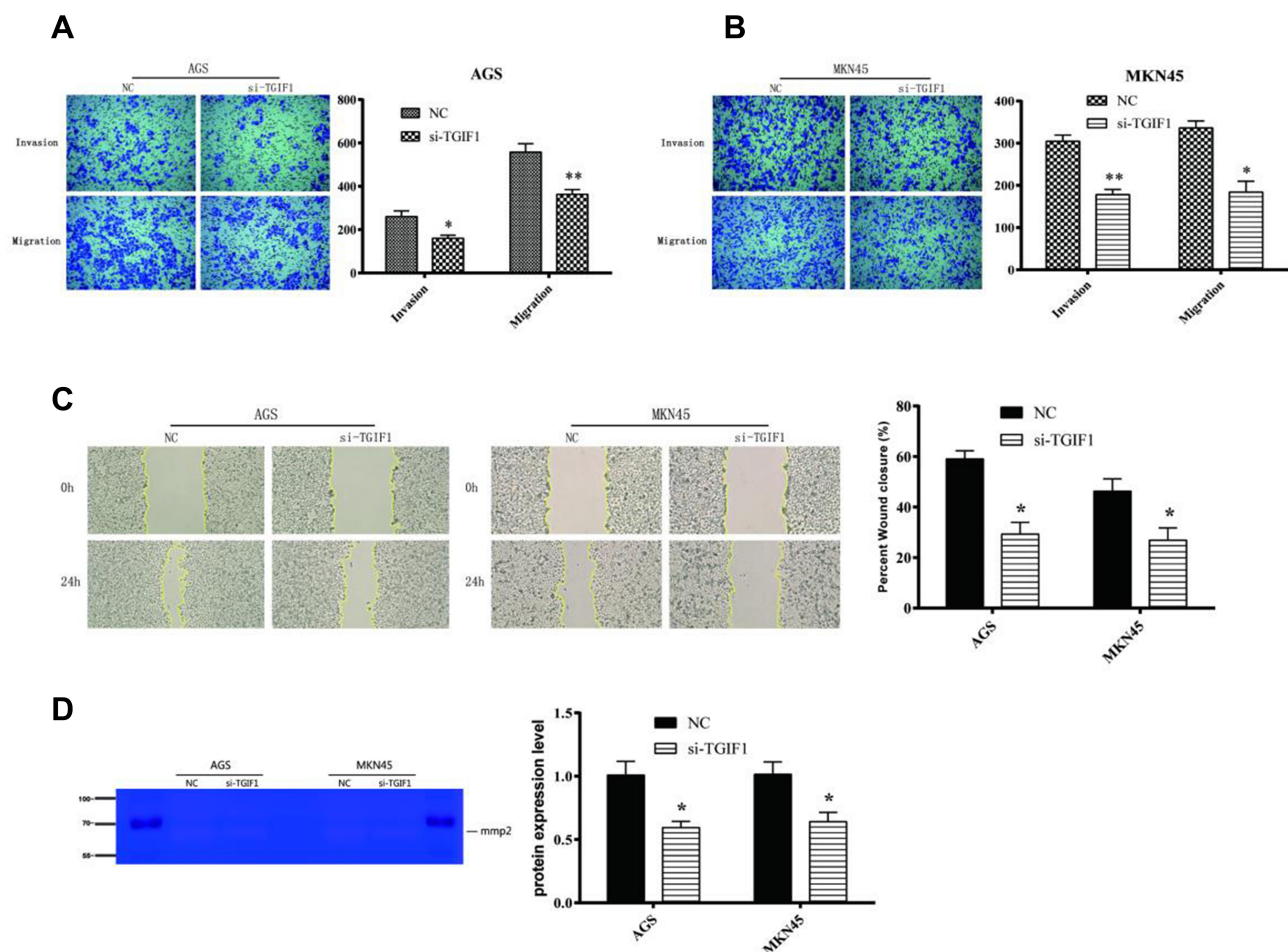 A
AGS
NC si-TGIF1
Invasion
Migration
AGS
800
600
400
200
0
NC
si-TGIF1
*
**
Invasion
Migration
B
MKN45
NC si-TGIF1
Invasion
Migration
MKN45
400
300
200
100
0
NC
si-TGIF1
**
*
Invasion
Migration
C
AGS
NC si-TGIF1
0h
24h
MKN45
NC si-TGIF1
0h
24h
Percent Wound closure (%)
80
60
40
20
0
NC
si-TGIF1
*
*
AGS
MKN45
D
AGS
NC si-TGIF1
MKN45
NC si-TGIF1
100
70
55
mmp2
protein expression level
1.5
1.0
0.5
0.0
NC
si-TGIF1
*
*
AGS
MKN45